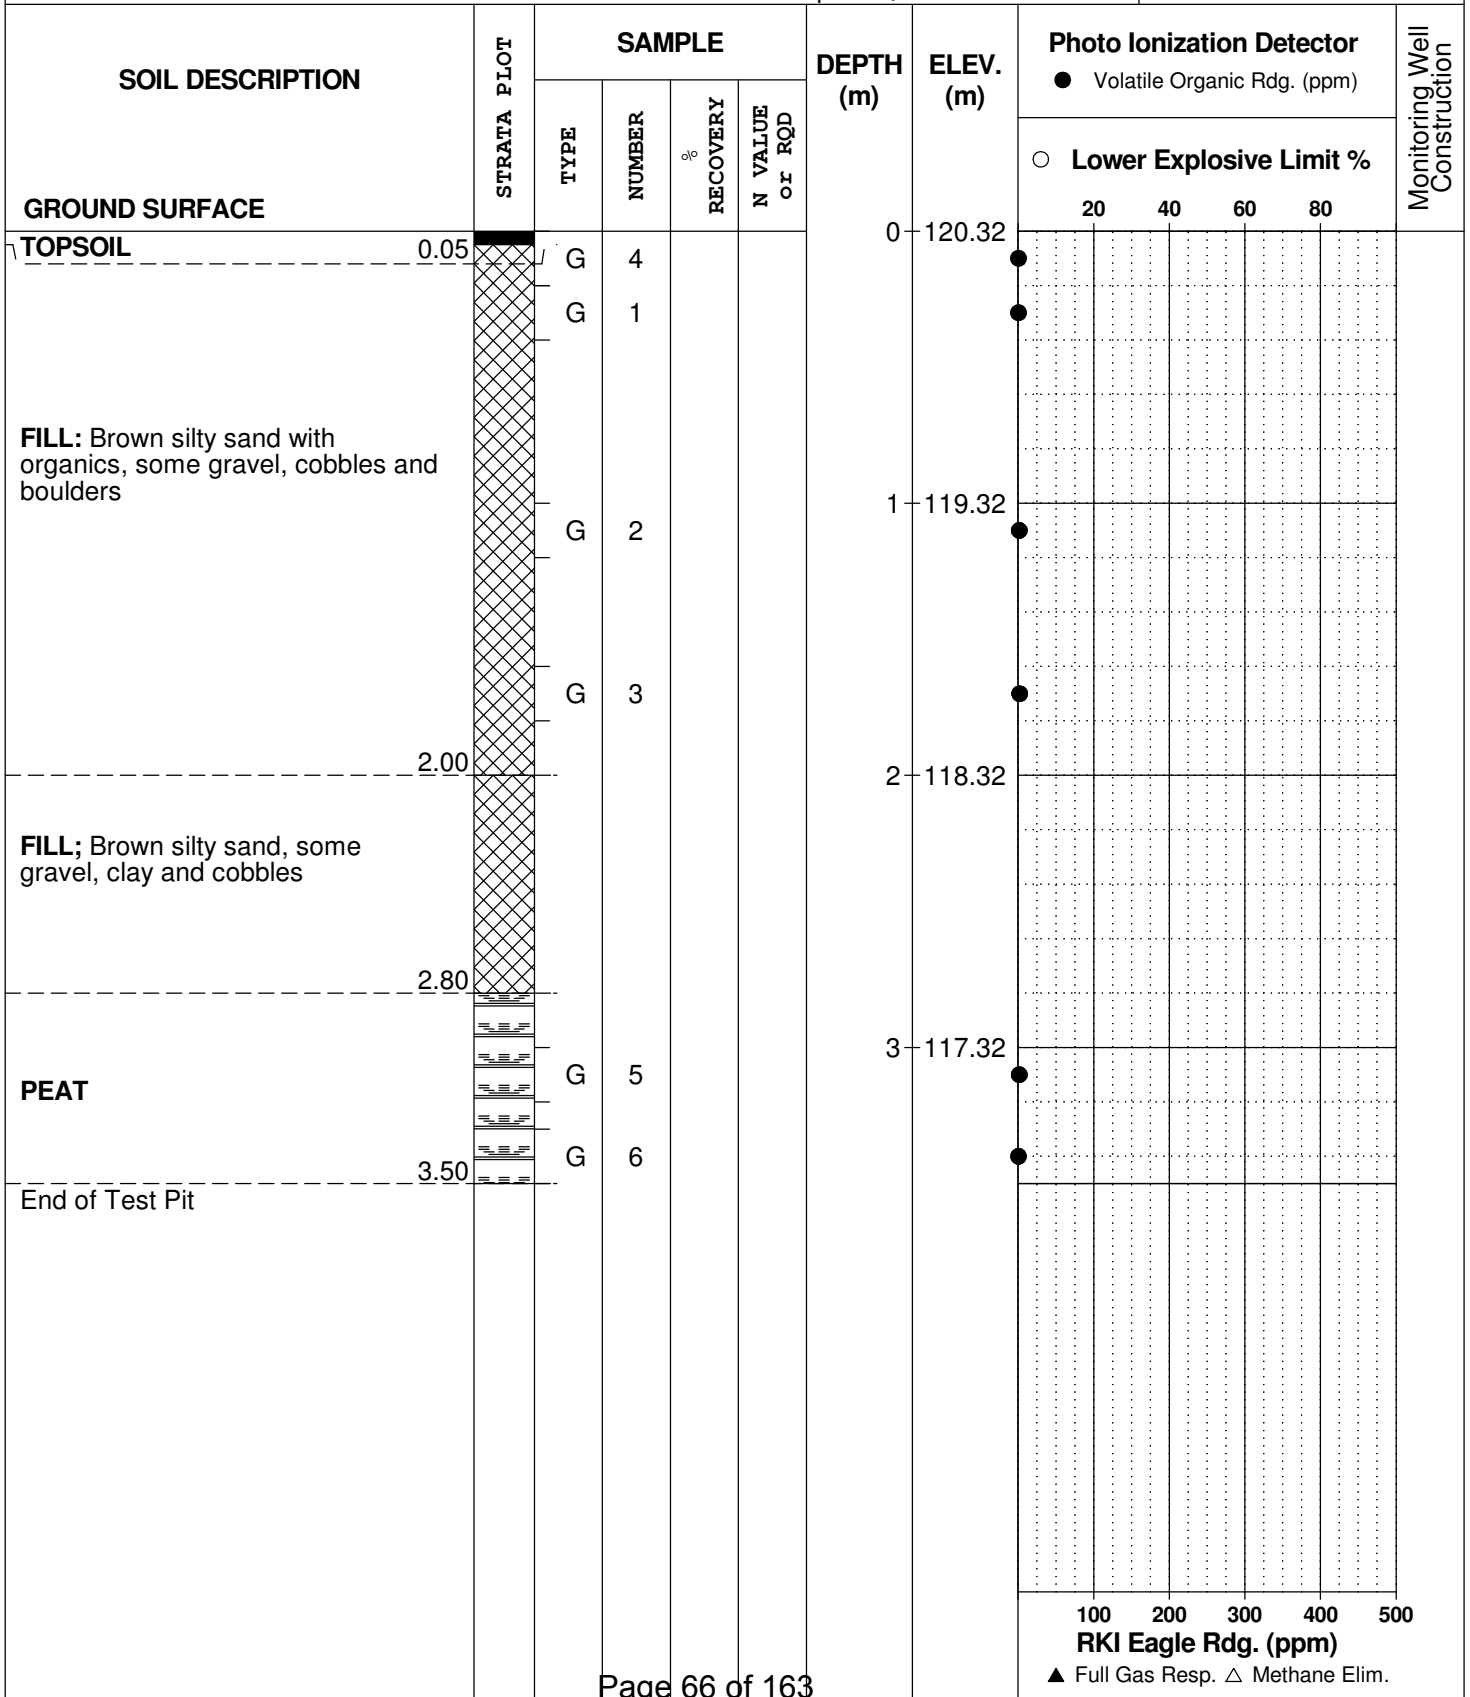 SOIL DESCRIPTION
GROUND SURFACE
STRATA PLOT
SAMPLE
TYPE
NUMBER
%
RECOVERY
N VALUE
or RQD
DEPTH
(m)
ELEV.
(m)
Photo Ionization Detector
● Volatile Organic Rdg. (ppm)
○ Lower Explosive Limit %
20 40 60 80
Monitoring Well
Construction
0 120.32
TOPSOIL 0.05
G 4
G 1
FILL: Brown silty sand with
organics, some gravel, cobbles and
boulders
1 119.32
G 2
G 3
2.00
2 118.32
FILL; Brown silty sand, some
gravel, clay and cobbles
2.80
3 117.32
G 5
PEAT
G 6
3.50
End of Test Pit
100 200 300 400 500
RKI Eagle Rdg. (ppm)
▲ Full Gas Resp. △ Methane Elim.
Page 66 of 163